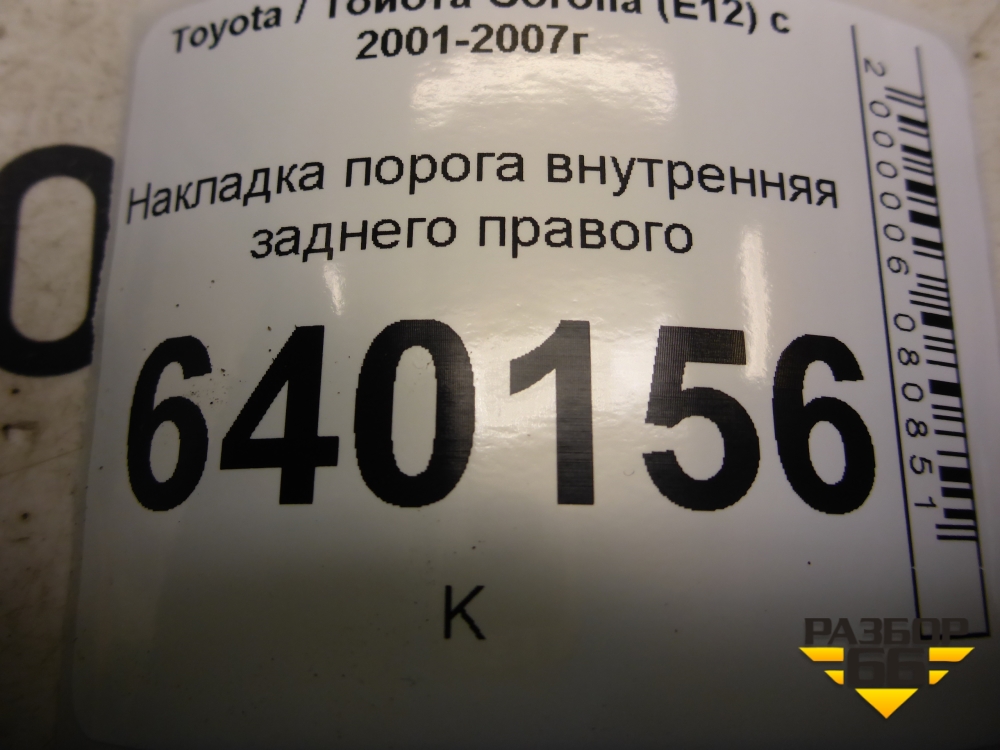 Toyota / Тойота Corolla (E12) с
2001-2007г
Накладка порога внутренняя
заднего правого
640156
К
2000006080851
РАЗБОР
66